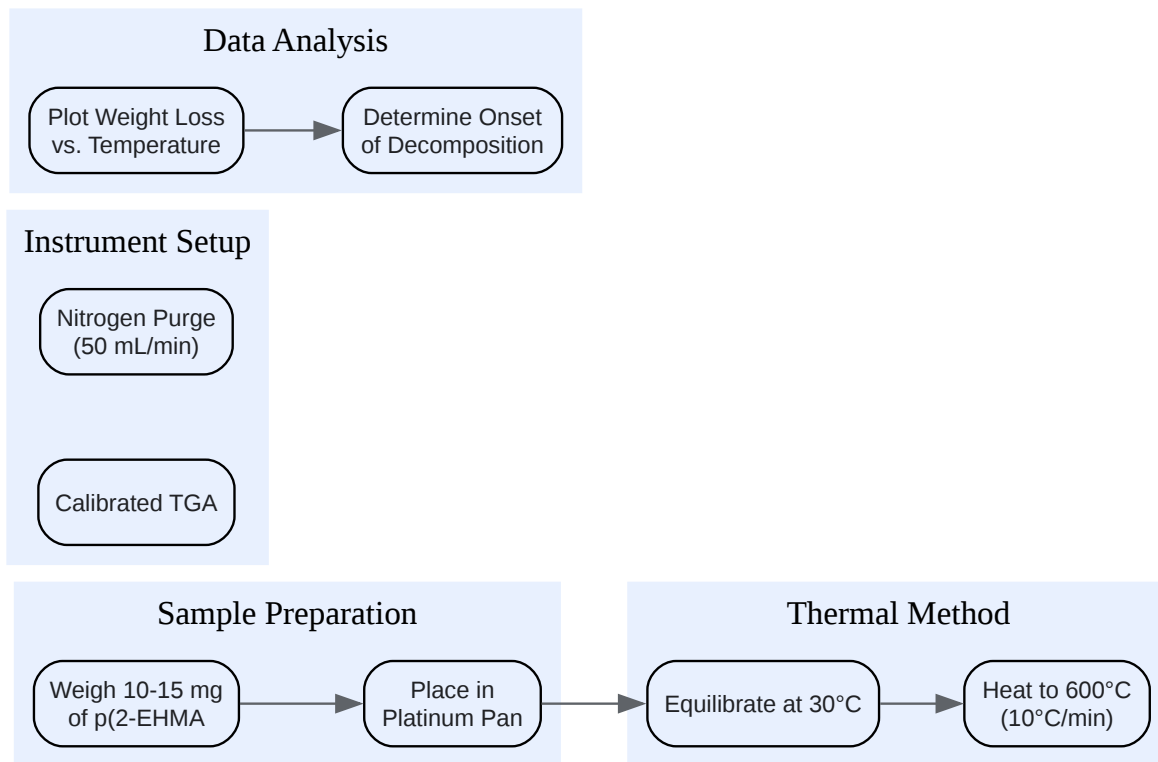 Data Analysis
Plot Weight Loss
vs. Temperature
Determine Onset
of Decomposition
Instrument Setup
Nitrogen Purge
(50 mL/min)
Calibrated TGA
Sample Preparation
Weigh 10-15 mg
of p(2-EHMA
Place in
Platinum Pan
Thermal Method
Equilibrate at 30°C
Heat to 600°C
(10°C/min)